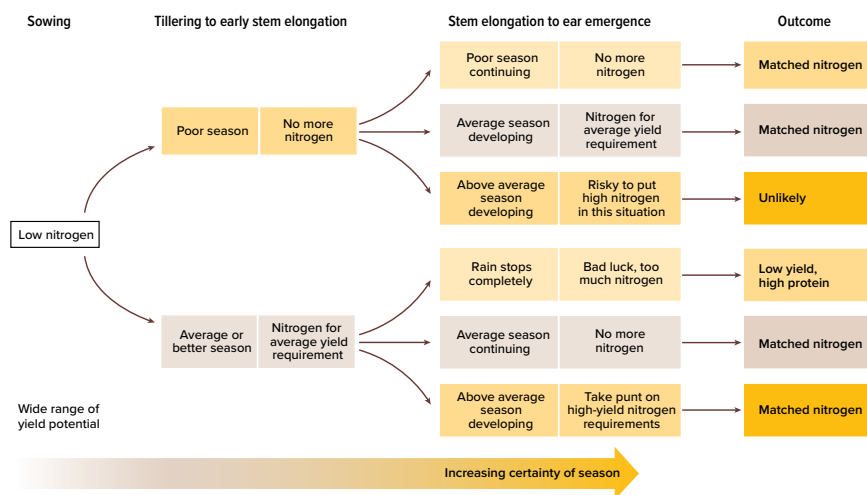 Sowing
Tillering to early stem elongation
Stem elongation to ear emergence
Outcome
Poor season
continuing
No more
nitrogen
Matched nitrogen
Poor season
No more
nitrogen
Average season
developing
Nitrogen for
average yield
requirement
Matched nitrogen
Above average
season
developing
Risky to put
high nitrogen
in this situation
Unlikely
Low nitrogen
Rain stops
completely
Bad luck, too
much nitrogen
Low yield,
high protein
Average or
better season
Nitrogen for
average yield
requirement
Average season
continuing
No more
nitrogen
Matched nitrogen
Above average
season
developing
Take punt on
high-yield nitrogen
requirements
Matched nitrogen
Wide range of
yield potential
Increasing certainty of season